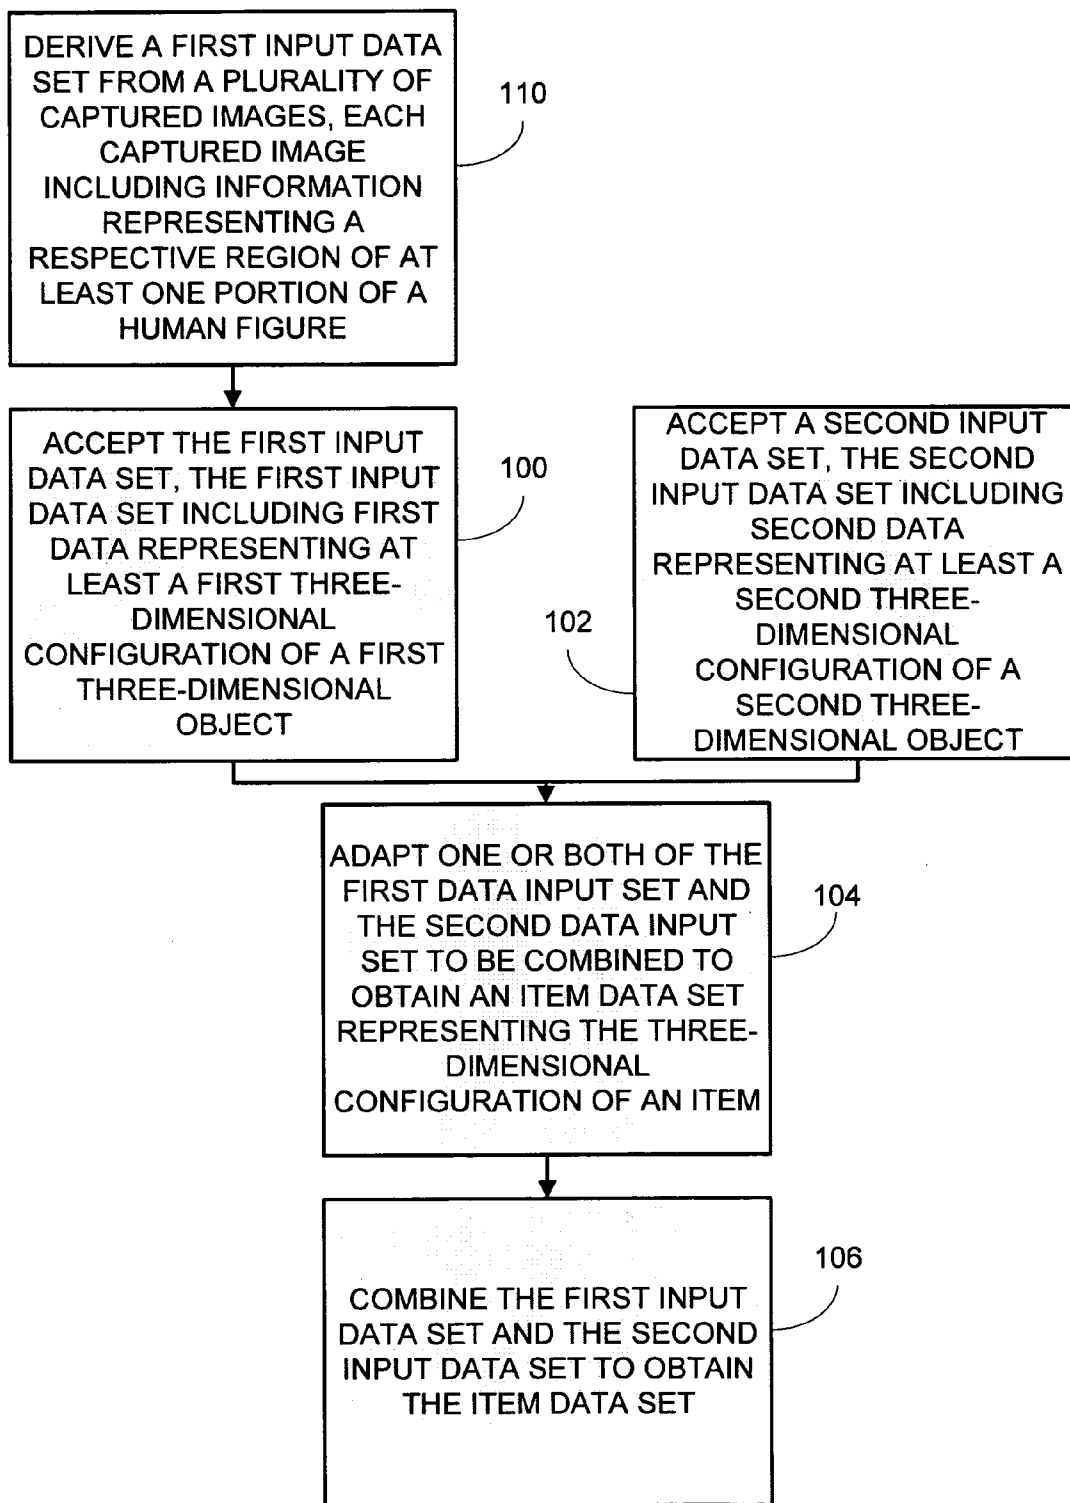 DERIVE A FIRST INPUT DATA
SET FROM A PLURALITY OF
CAPTURED IMAGES, EACH
CAPTURED IMAGE
INCLUDING INFORMATION
REPRESENTING A
RESPECTIVE REGION OF AT
LEAST ONE PORTION OF A
HUMAN FIGURE
110
ACCEPT THE FIRST INPUT
DATA SET, THE FIRST INPUT
DATA SET INCLUDING FIRST
DATA REPRESENTING AT
LEAST A FIRST THREE-
DIMENSIONAL
CONFIGURATION OF A FIRST
THREE-DIMENSIONAL
OBJECT
100
ACCEPT A SECOND INPUT
DATA SET, THE SECOND
INPUT DATA SET INCLUDING
SECOND DATA
REPRESENTING AT LEAST A
SECOND THREE-
DIMENSIONAL
CONFIGURATION OF A
SECOND THREE-
DIMENSIONAL OBJECT
102
ADAPT ONE OR BOTH OF THE
FIRST DATA INPUT SET AND
THE SECOND DATA INPUT
SET TO BE COMBINED TO
OBTAIN AN ITEM DATA SET
REPRESENTING THE THREE-
DIMENSIONAL
CONFIGURATION OF AN ITEM
104
COMBINE THE FIRST INPUT
DATA SET AND THE SECOND
INPUT DATA SET TO OBTAIN
THE ITEM DATA SET
106